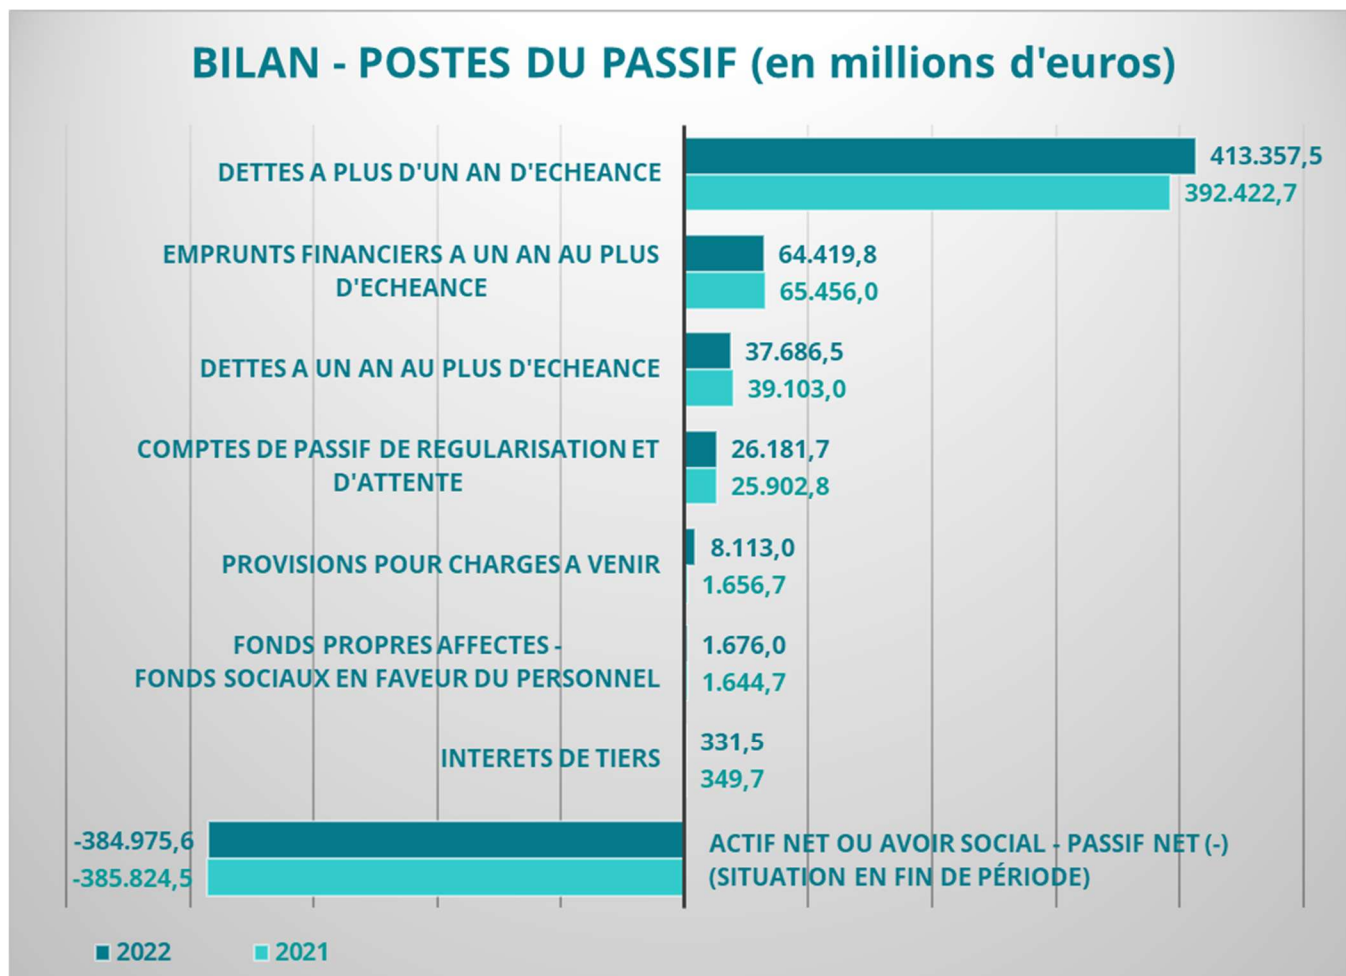 BILAN - POSTES DU PASSIF (en millions d'euros)
DETTES A PLUS D'UN AN D'ECHEANCE
413.357,5
392.422,7
EMPRUNTS FINANCIERS A UN AN AU PLUS
D'ECHEANCE
64.419,8
65.456,0
DETTES A UN AN AU PLUS D'ECHEANCE
37.686,5
39.103,0
COMPTES DE PASSIF DE REGULARISATION ET
D'ATTENTE
26.181,7
25.902,8
PROVISIONS POUR CHARGES A VENIR
8.113,0
1.656,7
FONDS PROPRES AFFECTES -
FONDS SOCIAUX EN FAVEUR DU PERSONNEL
1.676,0
1.644,7
INTERETS DE TIERS
331,5
349,7
-384.975,6
-385.824,5
ACTIF NET OU AVOIR SOCIAL - PASSIF NET (-)
(SITUATION EN FIN DE PÉRIODE)
2022
2021